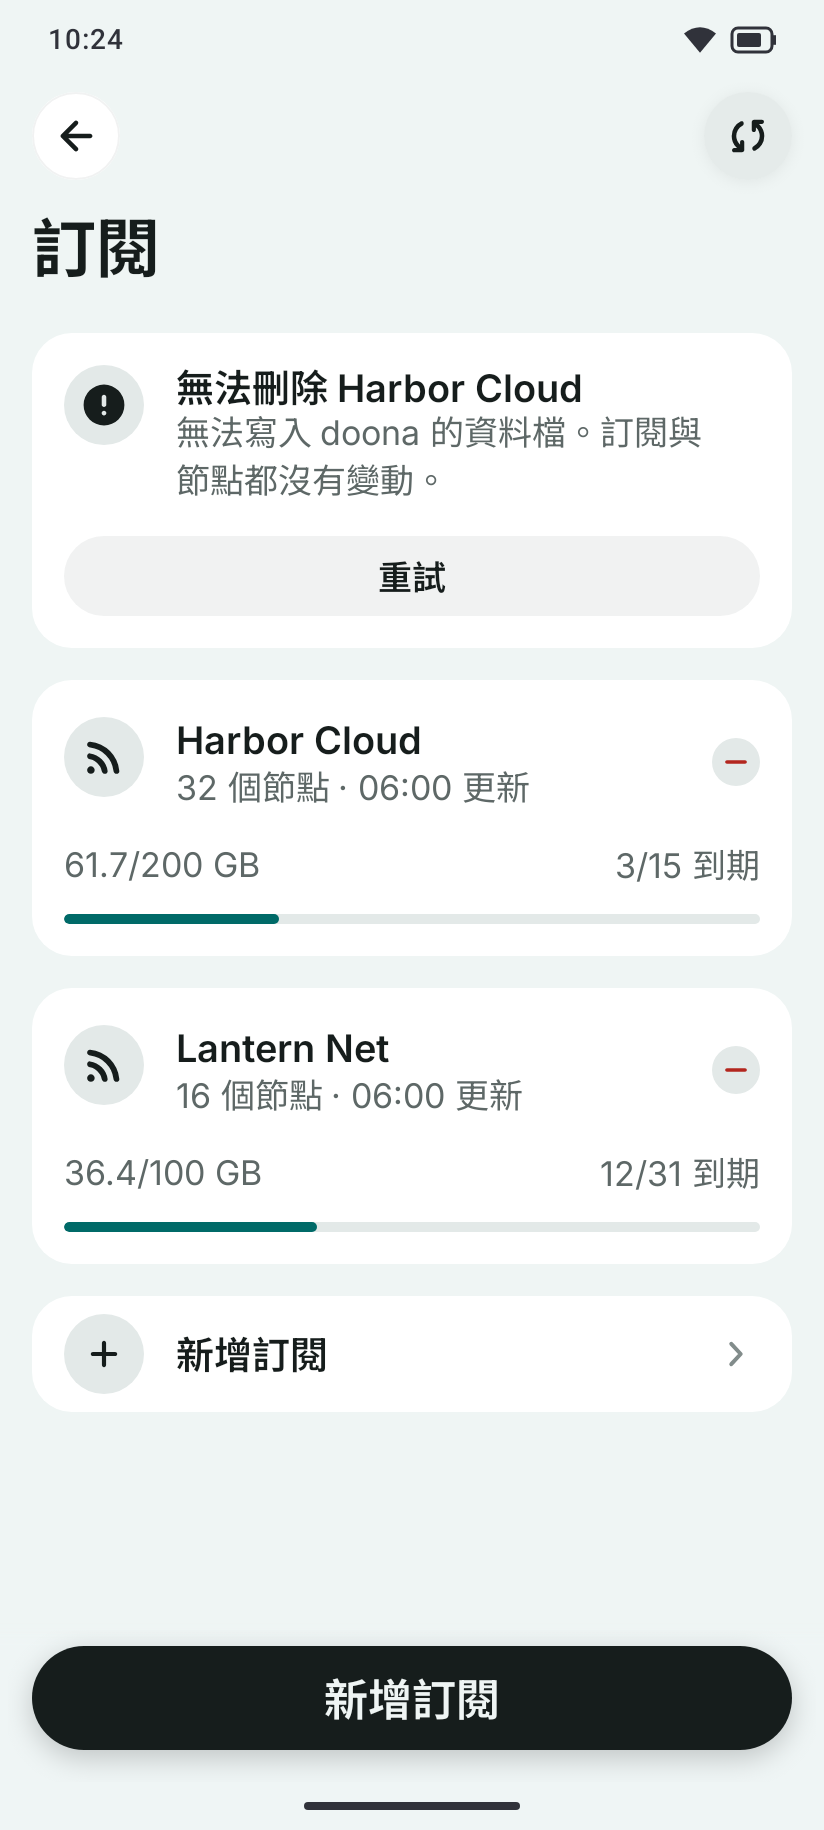 10:24
訂閱
無法刪除 Harbor Cloud
無法寫入 doona 的資料檔。訂閱與
節點都沒有變動。
重試
Harbor Cloud
32 個節點 · 06:00 更新
61.7/200 GB
3/15 到期
Lantern Net
16 個節點 · 06:00 更新
36.4/100 GB
12/31 到期
新增訂閱
新增訂閱